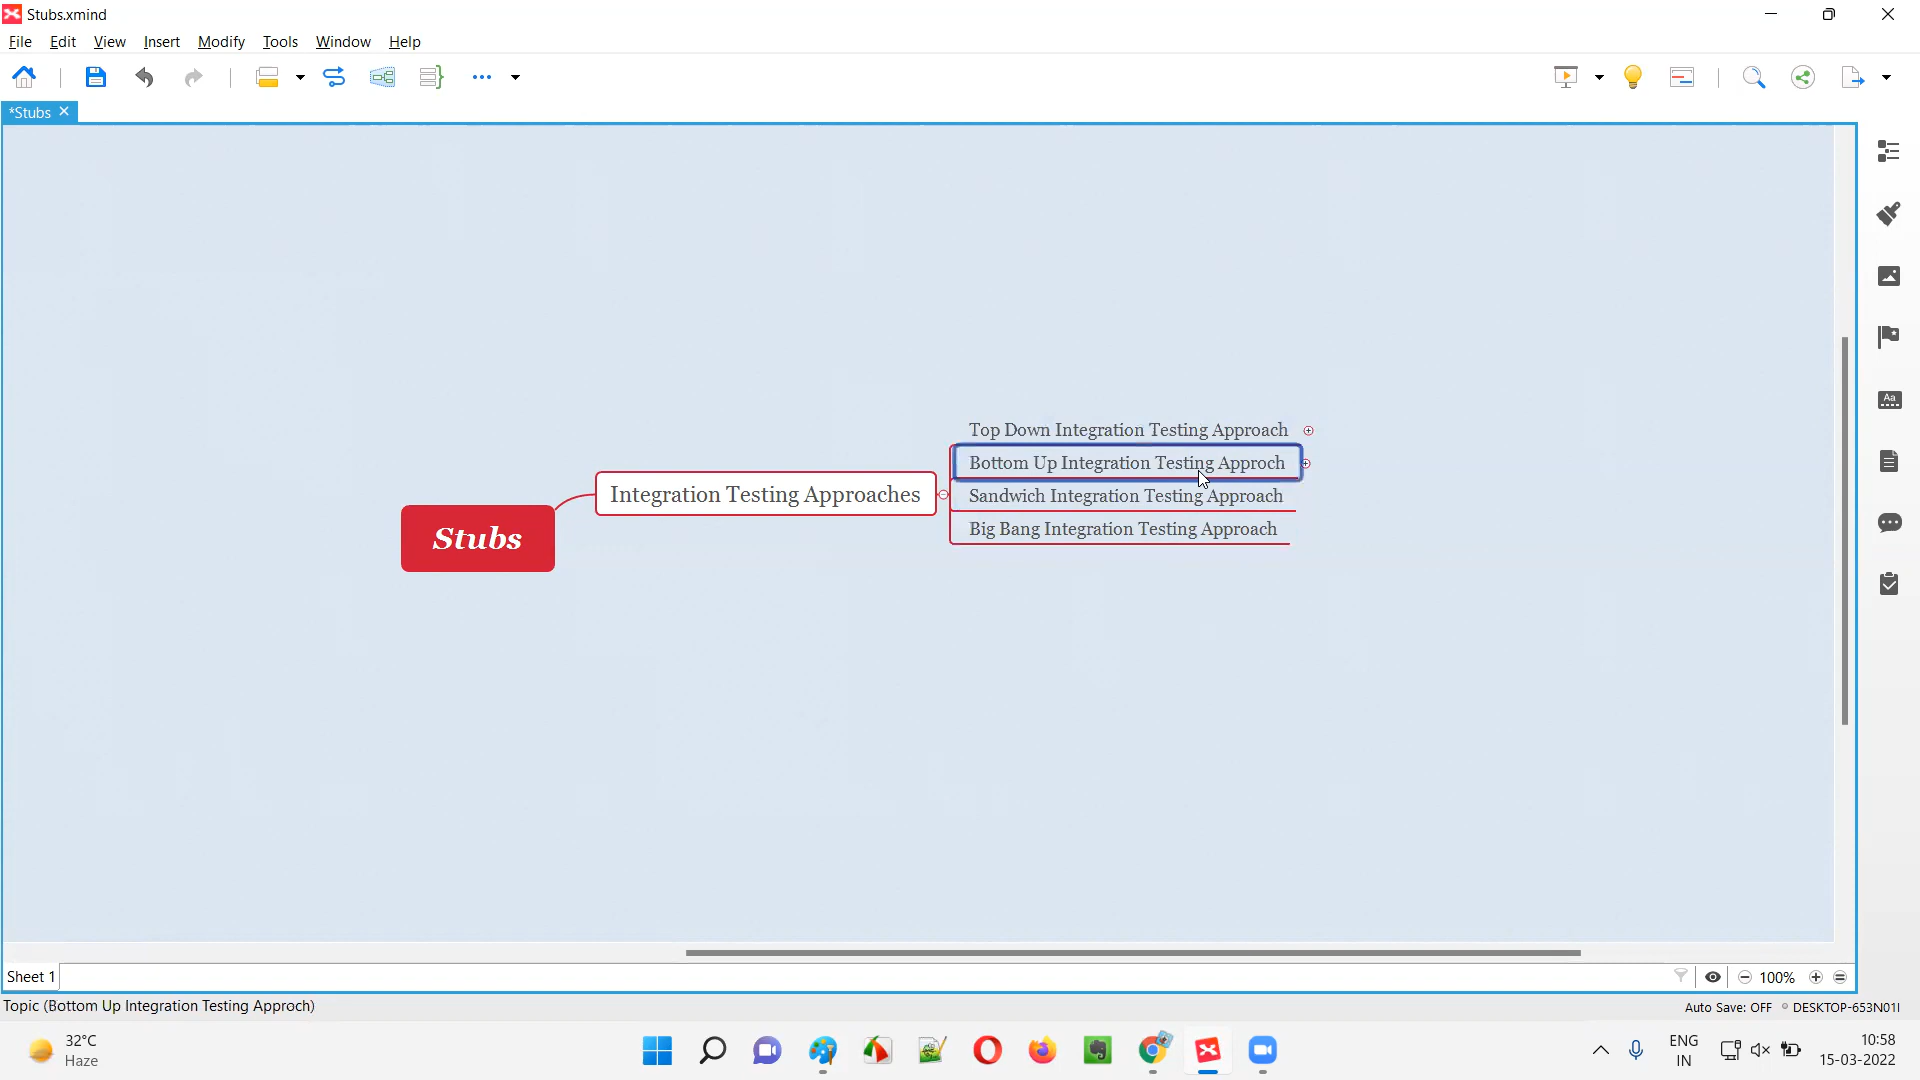 Stubs.xmind
File Edit View Insert Modify Tools Window Help
*Stubs
Top Down Integration Testing Approach
Bottom Up Integration Testing Approch
Integration Testing Approaches
Sandwich Integration Testing Approach
Big Bang Integration Testing Approach
Stubs
Aa
Sheet 1
100%
Topic (Bottom Up Integration Testing Approch)
Auto Save: OFF
DESKTOP-653N01I
32°C
Haze
ENG
IN
10:58
15-03-2022